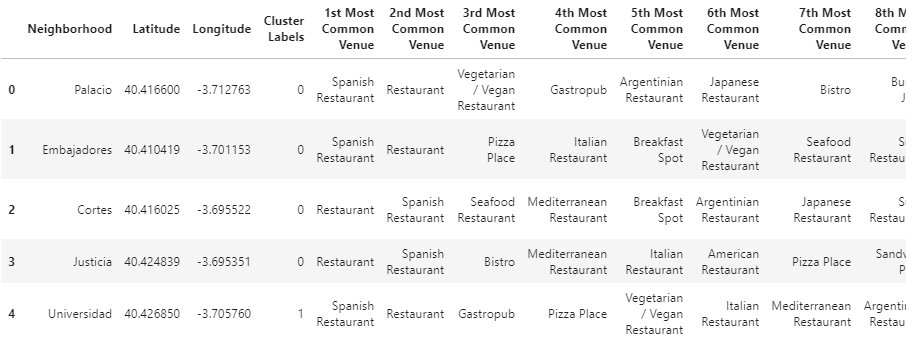 Neighborhood
Latitude
Longitude
Cluster
Labels
1st Most
Common
Venue
2nd Most
Common
Venue
3rd Most
Common
Venue
4th Most
Common
Venue
5th Most
Common
Venue
6th Most
Common
Venue
7th Most
Common
Venue
8th
0
Palacio
40.416600
-3.712763
0
Spanish
Restaurant
Restaurant
Vegetarian
/ Vegan
Restaurant
Gastropub
Argentinian
Restaurant
Japanese
Restaurant
Bistro
1
Embajadores
40.410419
-3.701153
0
Spanish
Restaurant
Restaurant
Pizza
Place
Italian
Restaurant
Breakfast
Spot
Vegetarian
/ Vegan
Restaurant
Seafood
Restaurant
2
Cortes
40.416025
-3.695522
0
Restaurant
Spanish
Restaurant
Seafood
Restaurant
Mediterranean
Restaurant
Breakfast
Spot
Argentinian
Restaurant
Japanese
Restaurant
3
Justicia
40.424839
-3.695351
0
Restaurant
Spanish
Restaurant
Bistro
Mediterranean
Restaurant
Italian
Restaurant
American
Restaurant
Pizza Place
4
Universidad
40.426850
-3.705760
1
Spanish
Restaurant
Restaurant
Gastropub
Pizza Place
Vegetarian
/ Vegan
Restaurant
Italian
Restaurant
Mediterranean
Restaurant